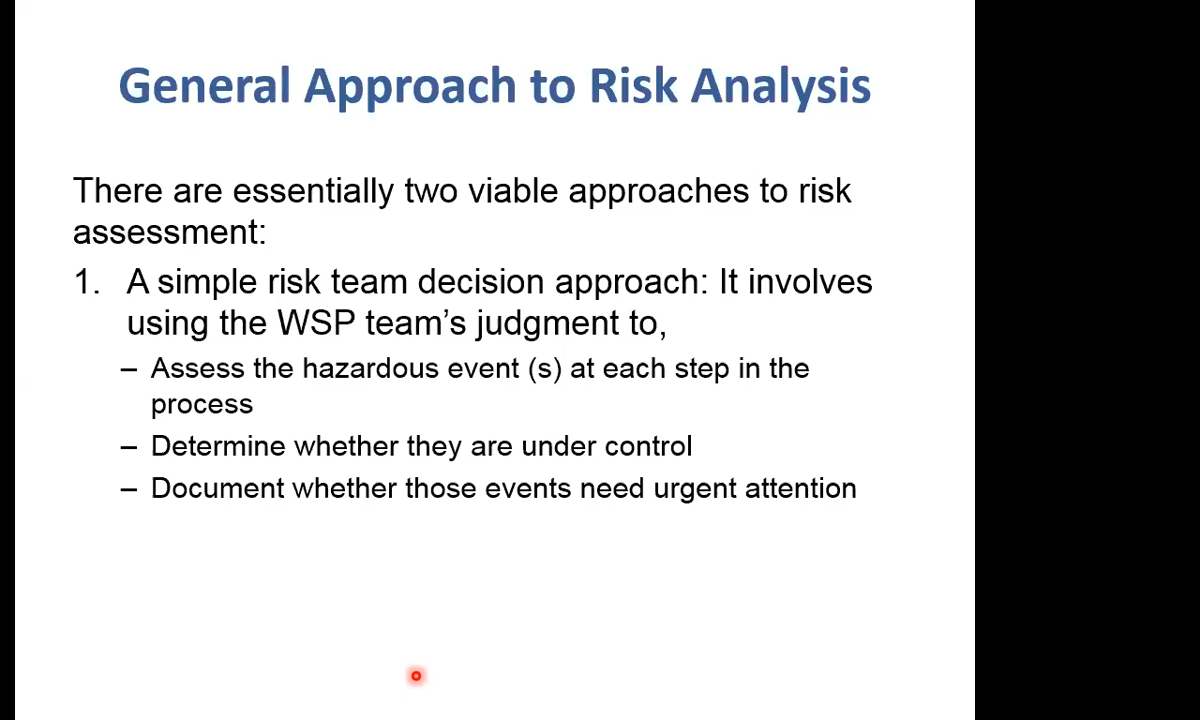 General Approach to Risk Analysis
There are essentially two viable approaches to risk
assessment:
1. A simple risk team decision approach: It involves
using the WSP team’s judgment to,
– Assess the hazardous event (s) at each step in the
process
– Determine whether they are under control
– Document whether those events need urgent attention